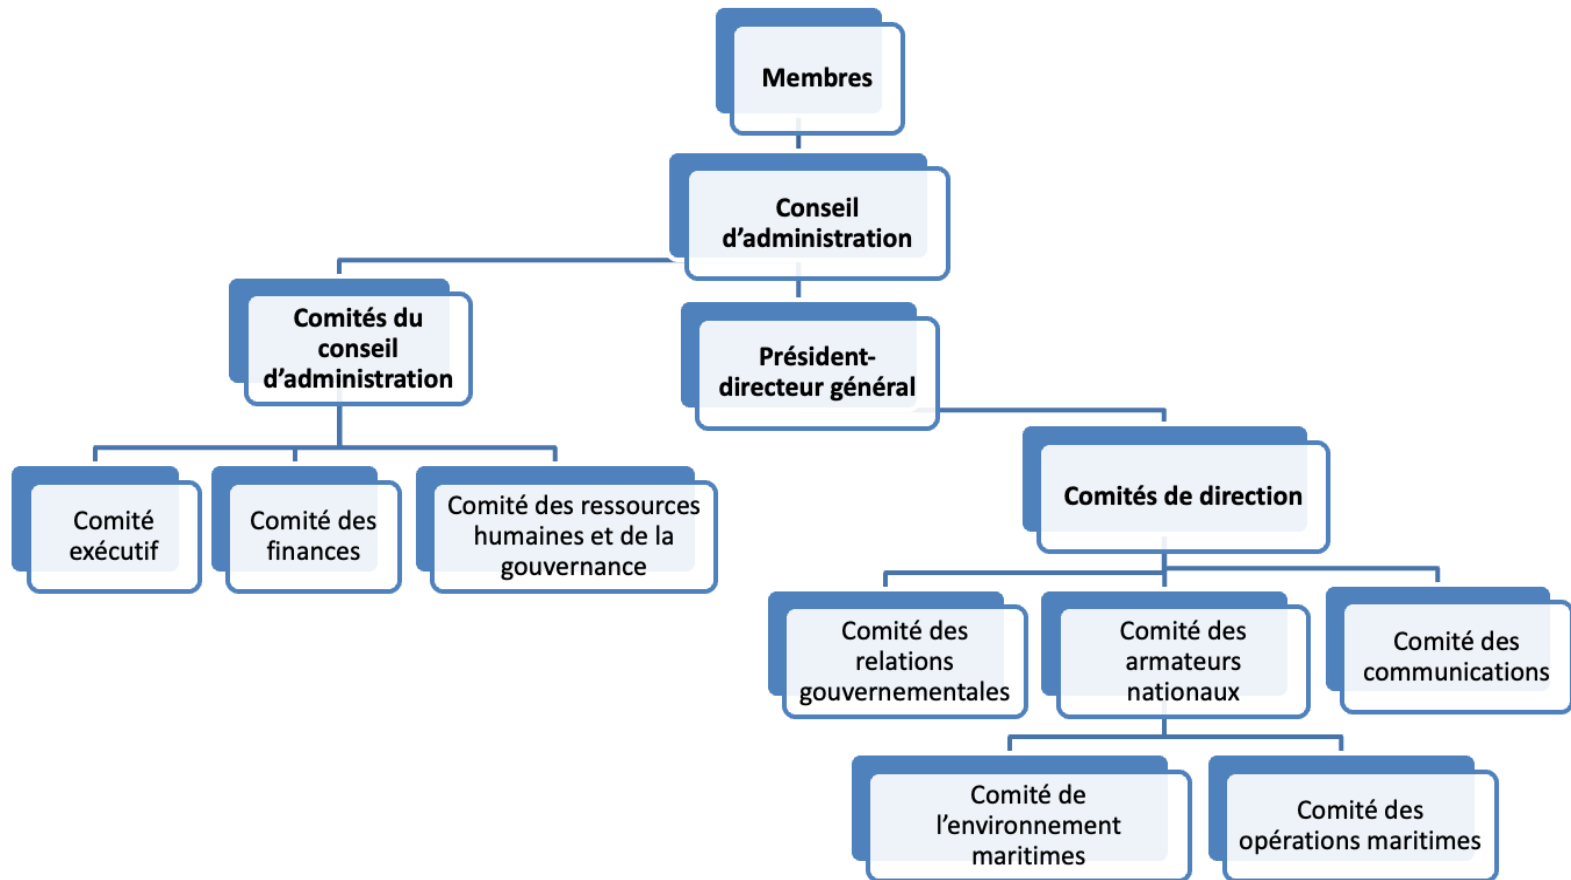 Membres
Conseil
d’administration
Comités du
conseil
d’administration
Président-
directeur général
Comité
exécutif
Comité des
finances
Comité des ressources
humaines et de la
gouvernance
Comités de direction
Comité des
relations
gouvernementales
Comité des
armateurs
nationaux
Comité des
communications
Comité de
l’environnement
maritimes
Comité des
opérations maritimes